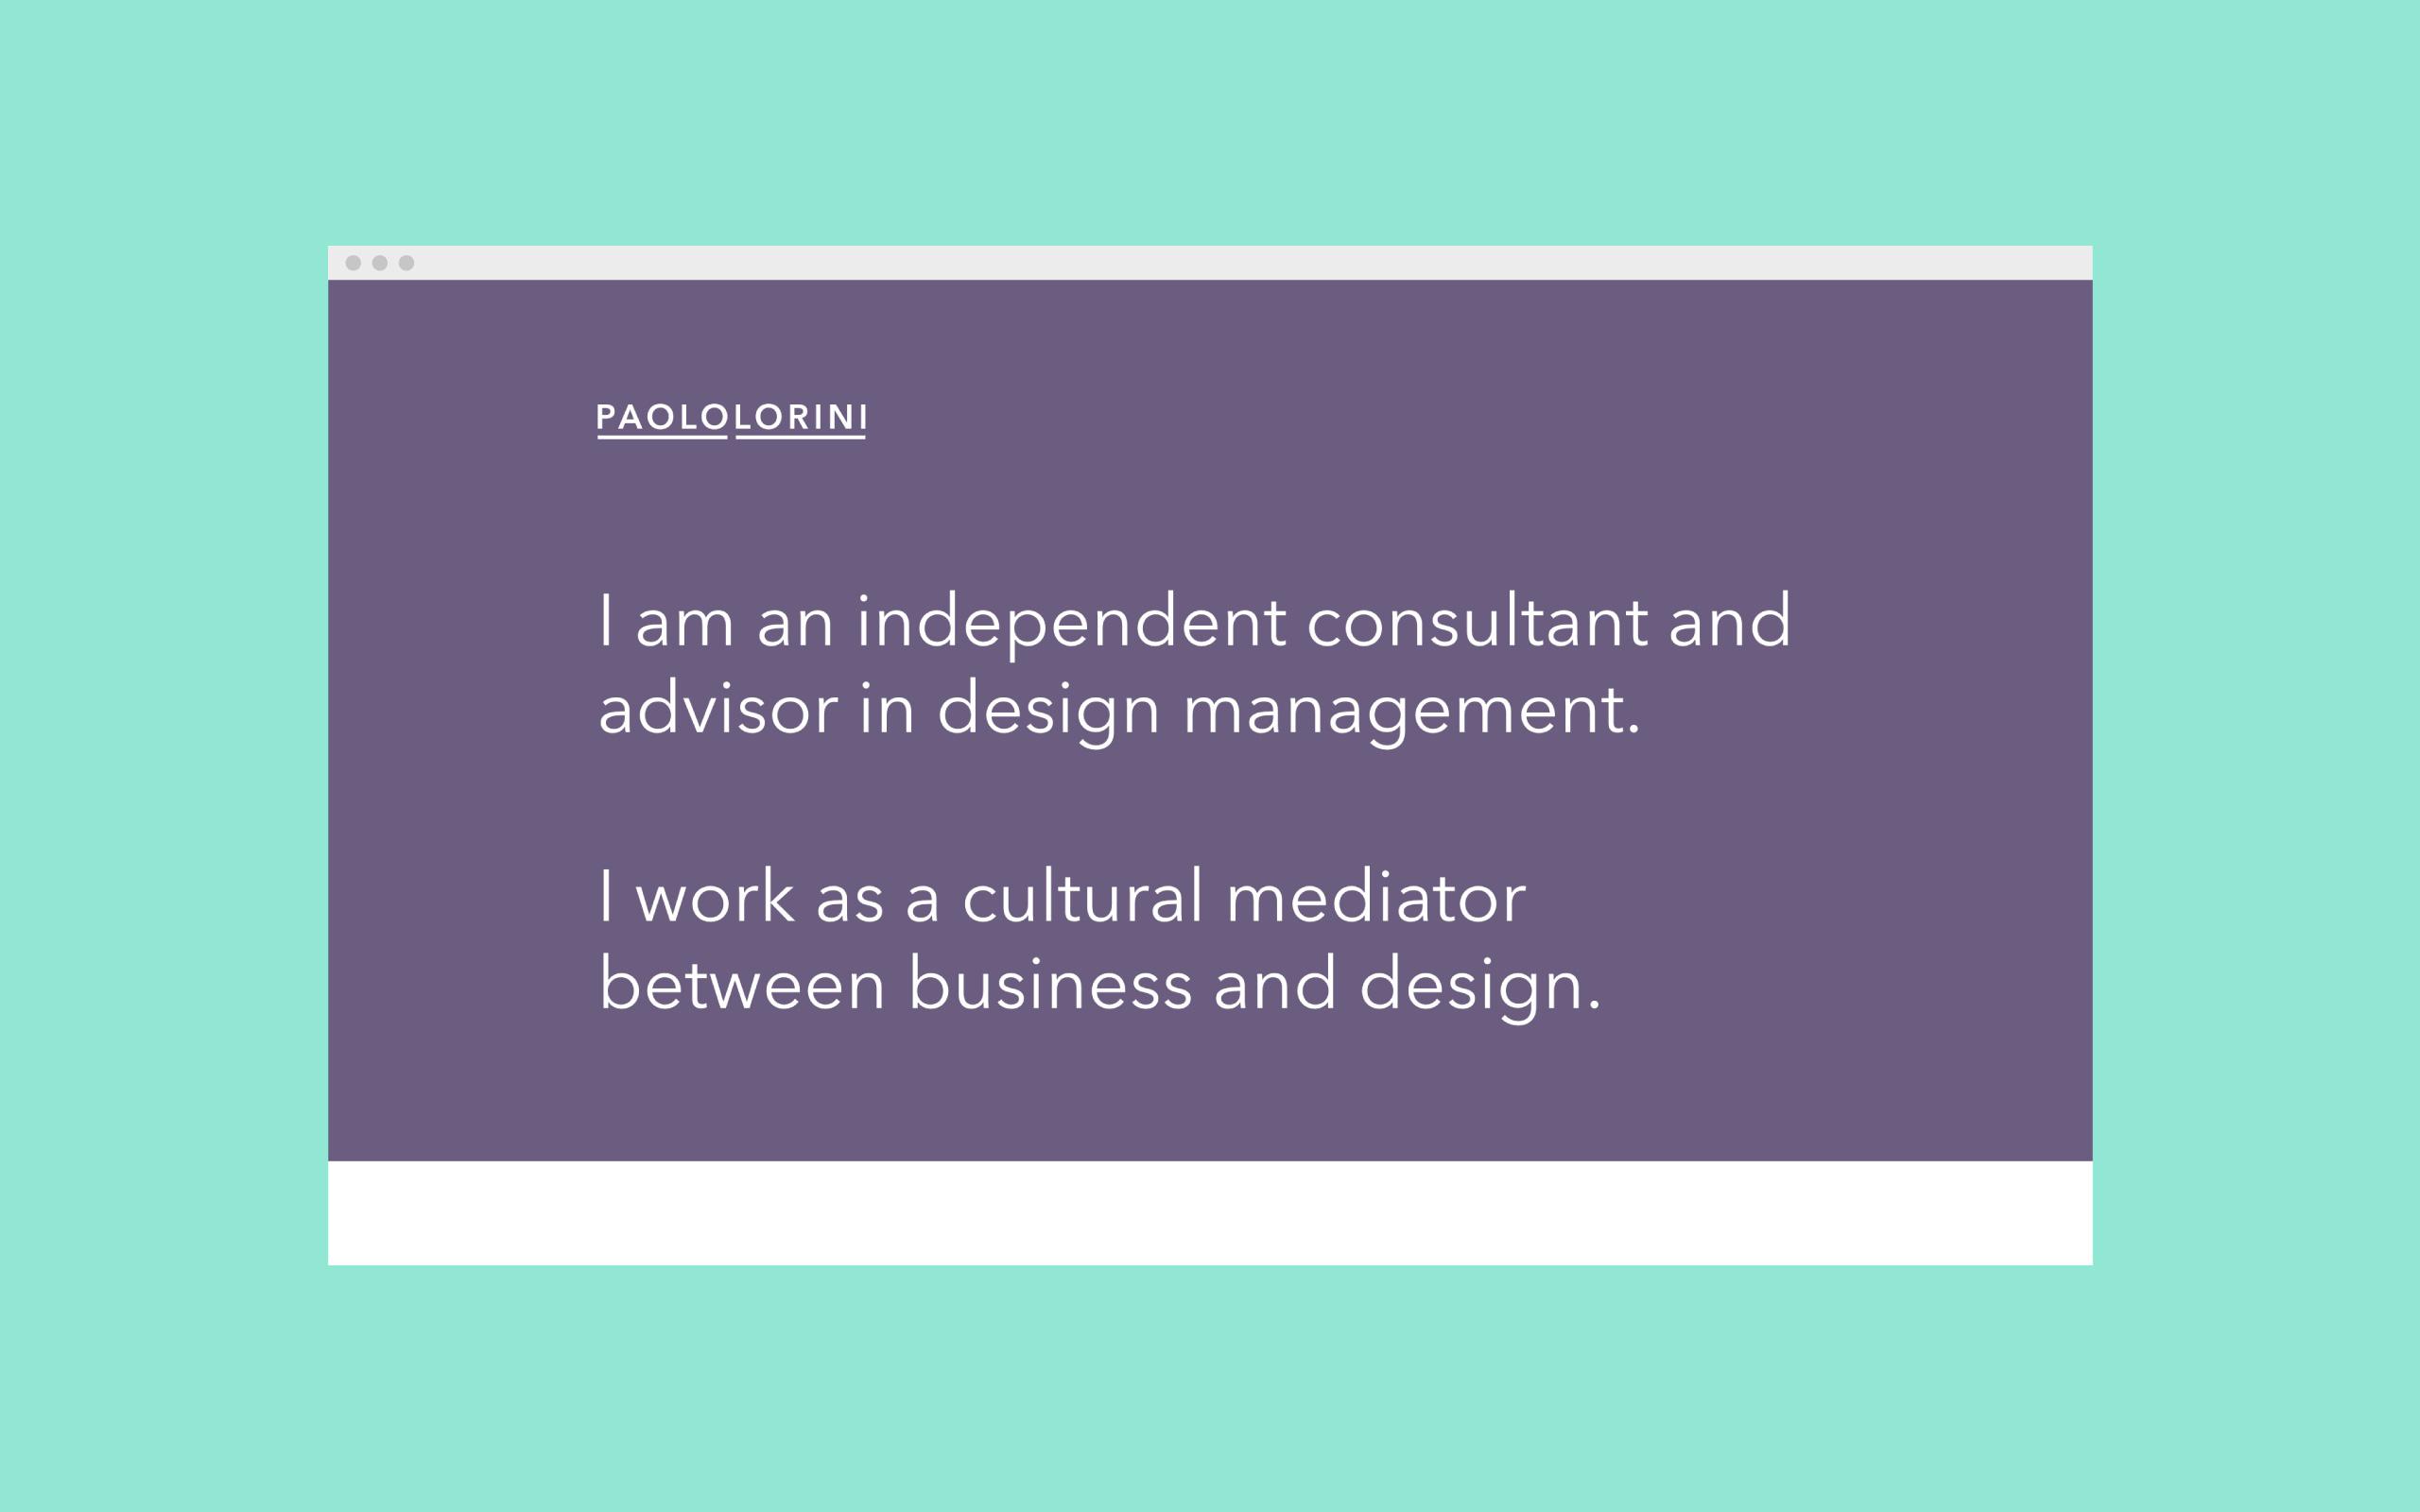 PAOLOLORINI
I am an independent consultant and
advisor in design management.
I work as a cultural mediator
between business and design.